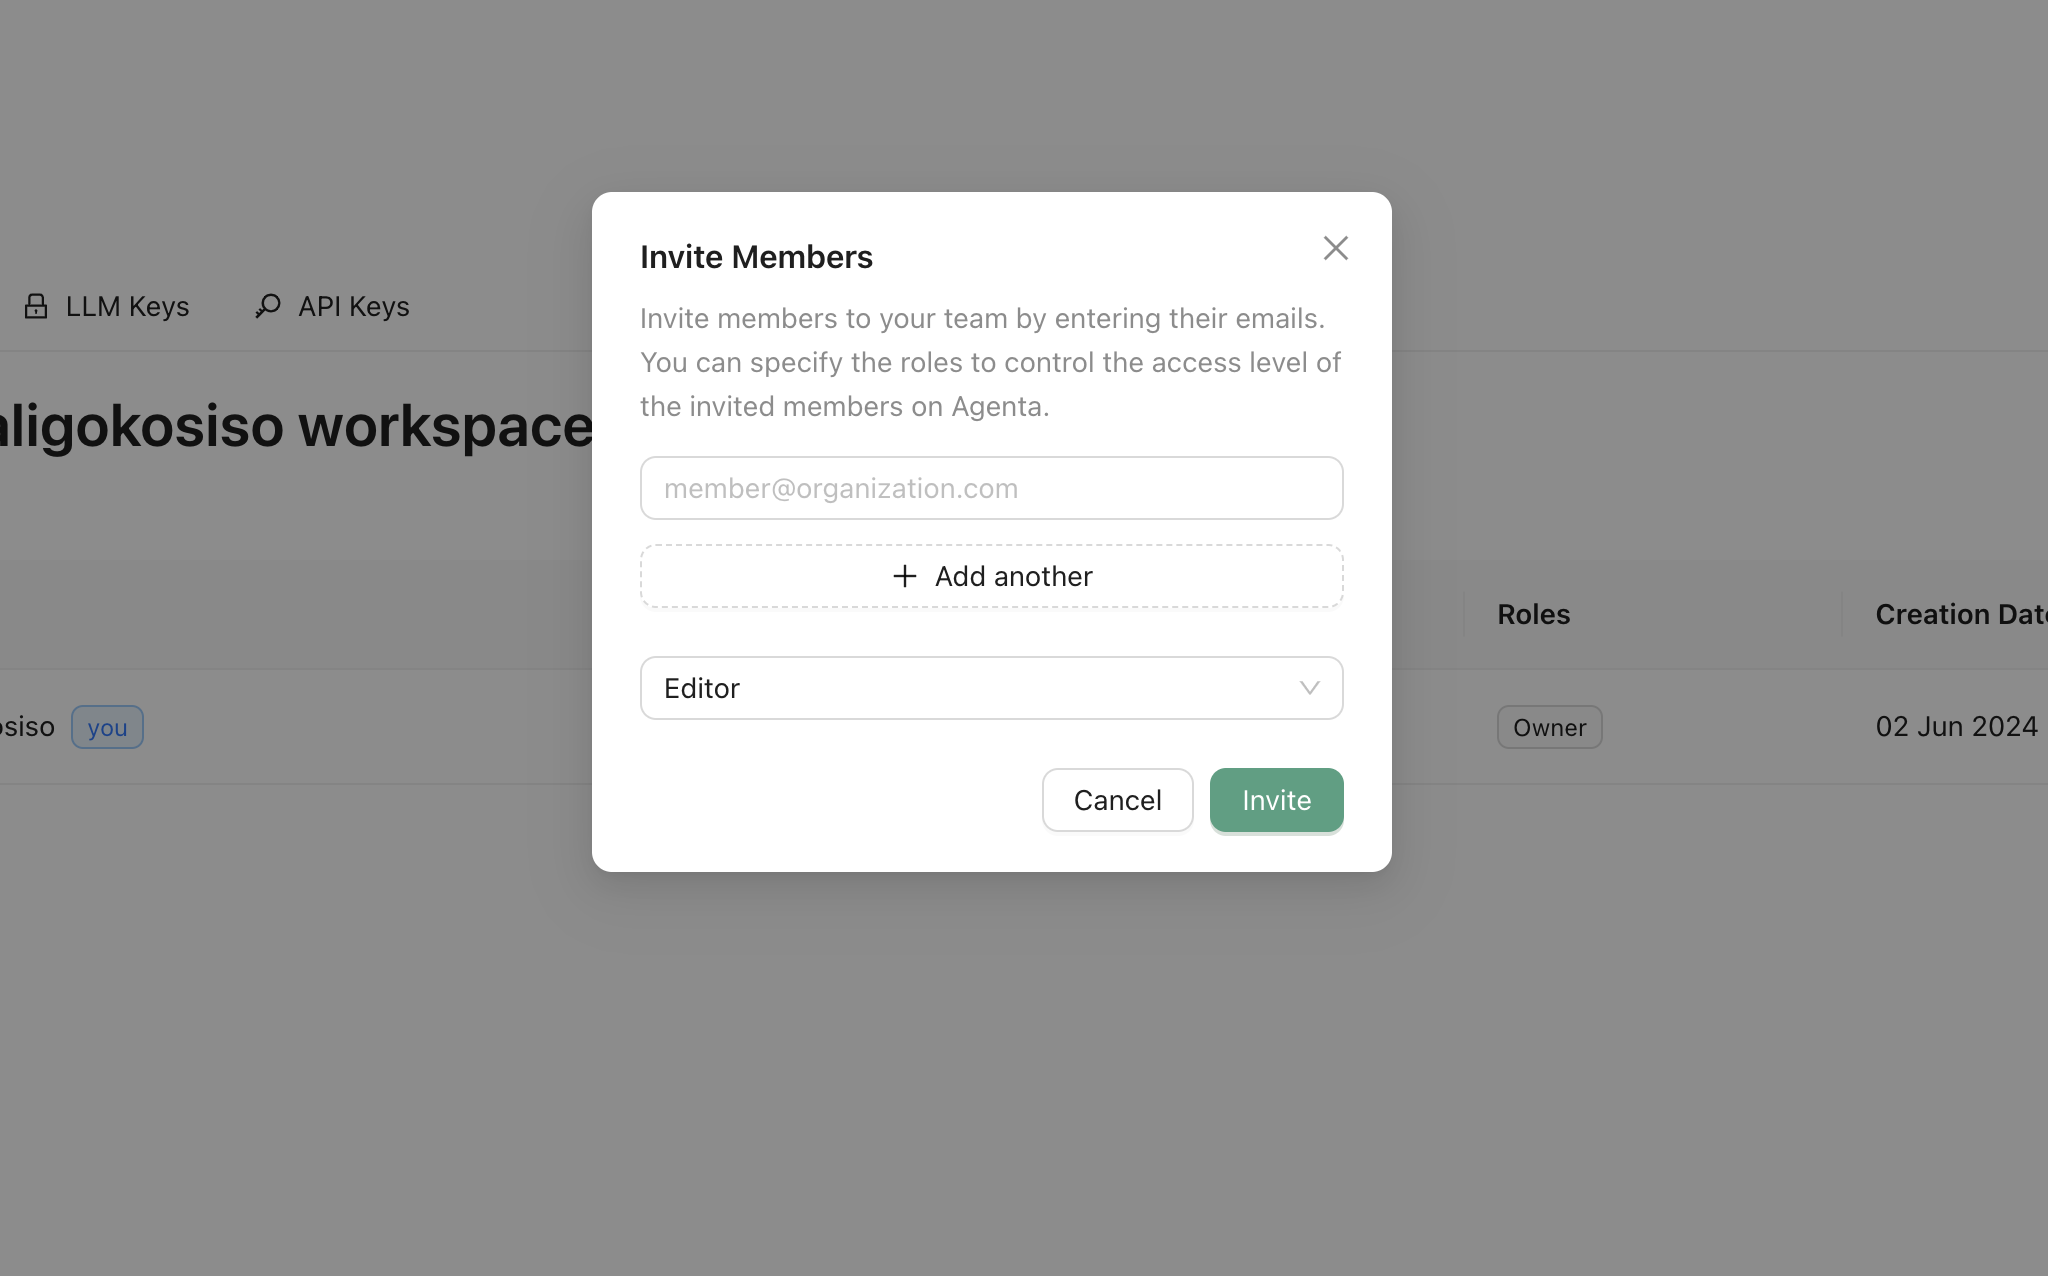 Invite Members
Invite members to your team by entering their emails.
You can specify the roles to control the access level of
the invited members on Agenta.
member@organization.com
Add another
Editor
Cancel
Invite
LLM Keys
API Keys
aligokosiso workspace
Roles
Creation Date
osiso
you
Owner
02 Jun 2024